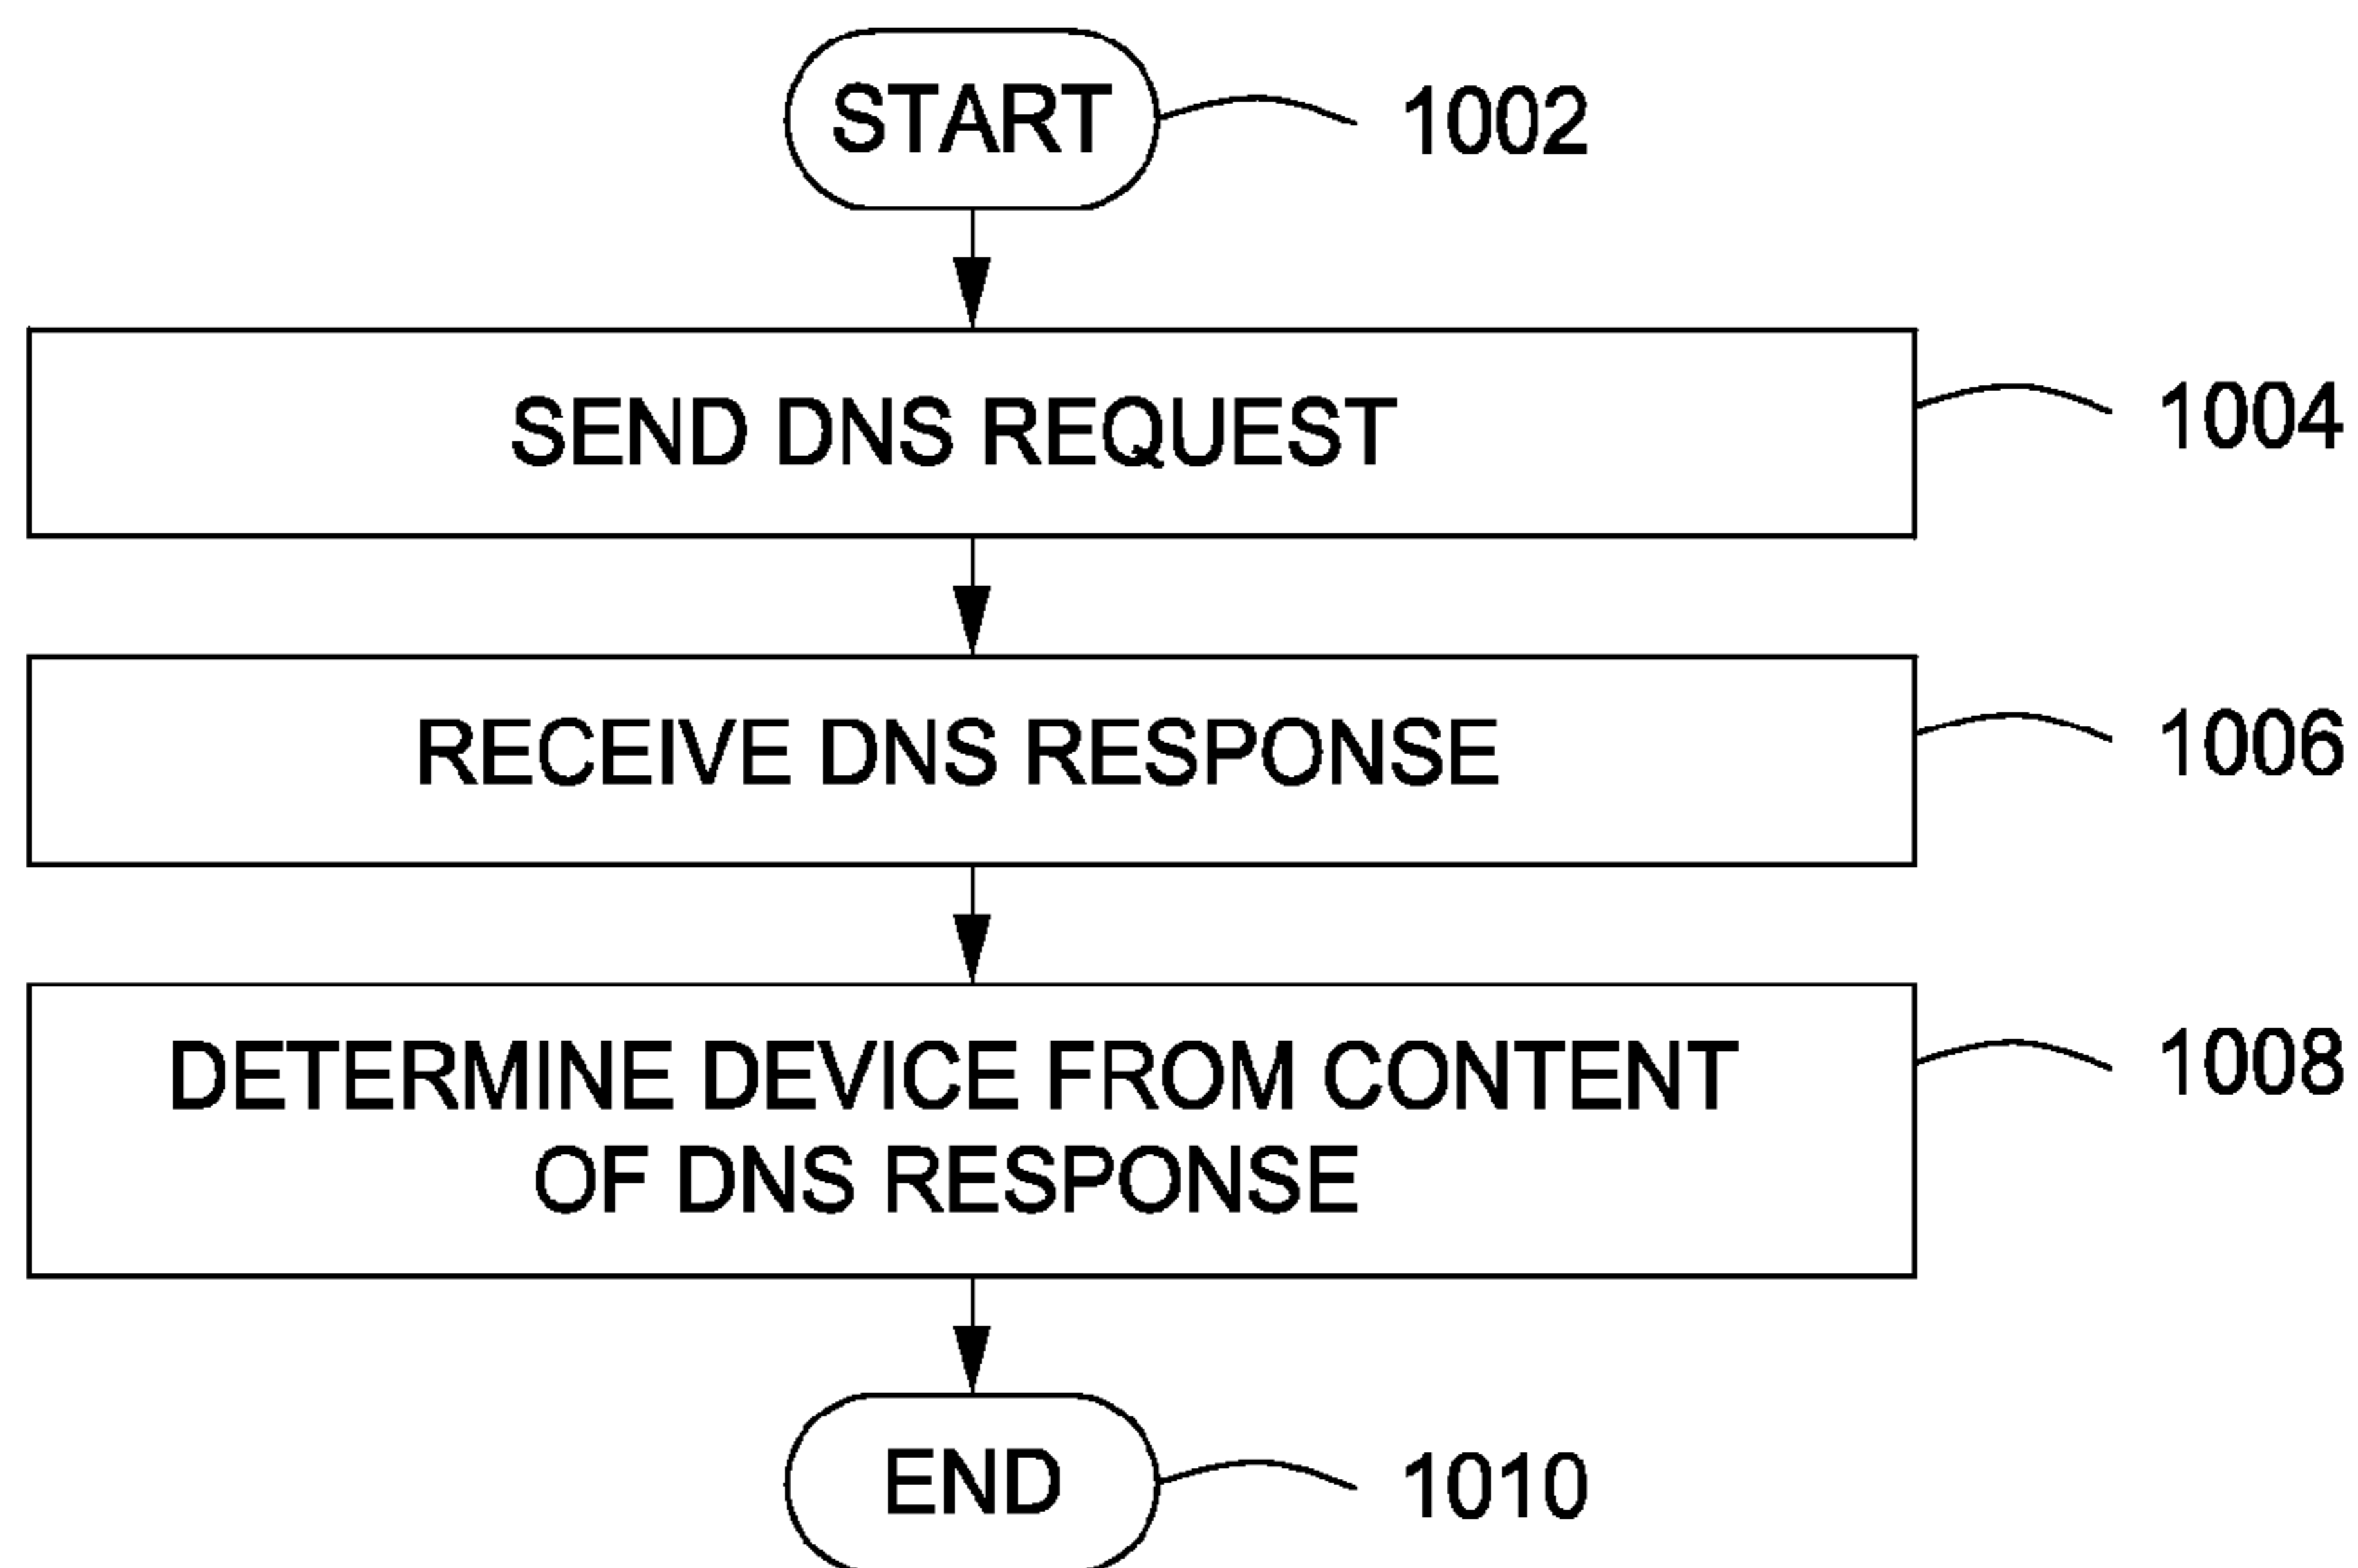 START
1002
SEND DNS REQUEST
1004
RECEIVE DNS RESPONSE
1006
DETERMINE DEVICE FROM CONTENT
OF DNS RESPONSE
1008
END
1010